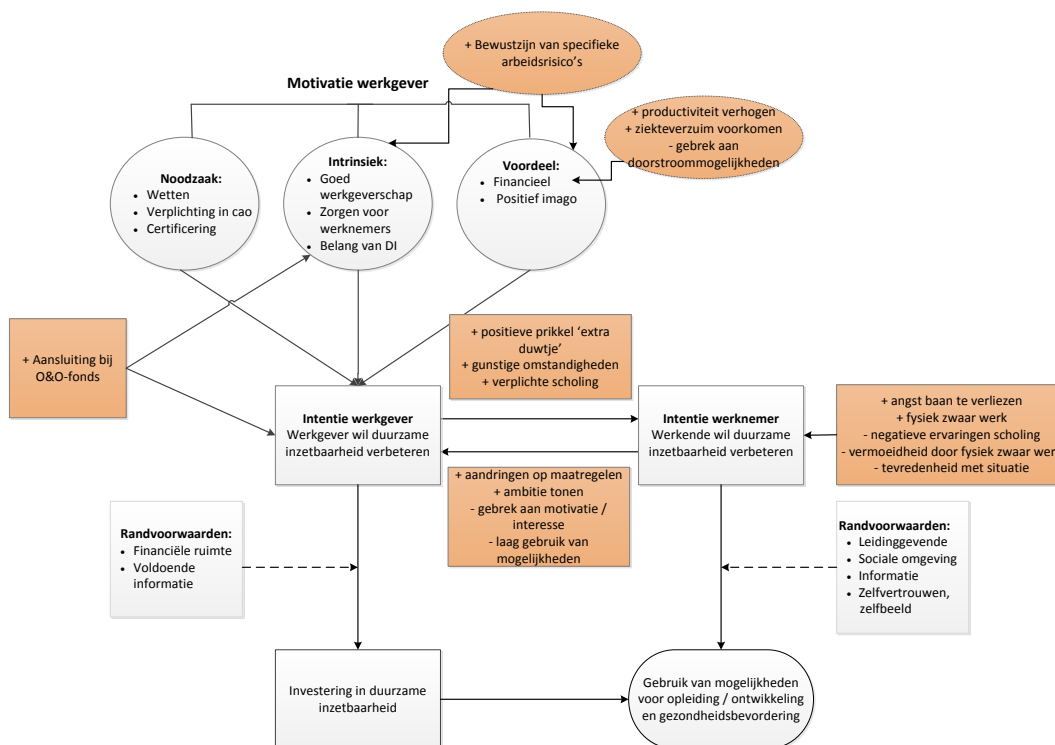 + Bewustzijn van specifieke
arbeidsrisico's
Motivatie werkgever
+ productiviteit verhogen
+ ziekteverzuim voorkomen
- gebrek aan
doorstroommogelijkheden
Noodzaak:
• Wetten
• Verplichting in cao
• Certificering
Intrinsiek:
• Goed
werkgeverschap
• Zorgen voor
werknemers
• Belang van DI
Voordeel:
• Financieel
• Positief imago
+ Aansluiting bij
O&O-fonds
+ positieve prikkel 'extra
duwtje'
+ gunstige omstandigheden
+ verplichte scholing
Intentie werkgever
Werkgever wil duurzame
inzetbaarheid verbeteren
Intentie werknemer
Werkende wil duurzame
inzetbaarheid verbeteren
+ angst baan te verliezen
+ fysiek zwaar werk
- negatieve ervaringen scholing
- vermoeidheid door fysiek zwaar wer
- tevredenheid met situatie
+ aandringen op maatregelen
+ ambitie tonen
- gebrek aan motivatie /
interesse
- laag gebruik van
mogelijkheden
Randvoorwaarden:
• Financiële ruimte
• Voldoende
informatie
Randvoorwaarden:
• Leidinggevende
• Sociale omgeving
• Informatie
• Zelfvertrouwen,
zelfbeeld
Investering in duurzame
inzetbaarheid
Gebruik van mogelijkheden
voor opleiding / ontwikkeling
en gezondheidsbevordering